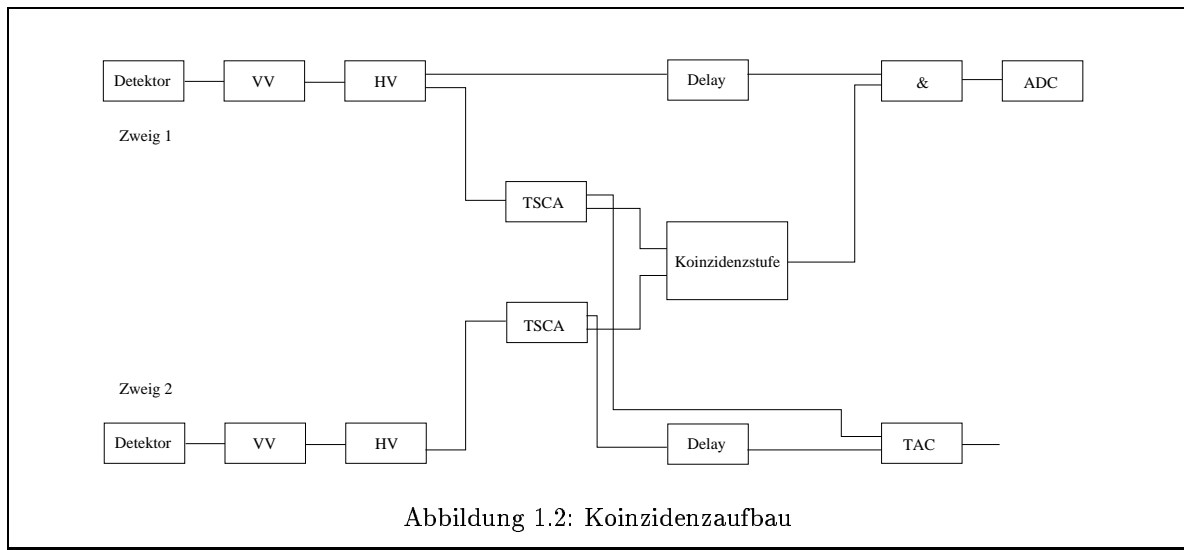 Detektor VV HV Delay & ADC
Zweig 1
TSCA
Koinzidenzstufe
TSCA
Zweig 2
Detektor VV HV Delay TAC
Abbildung 1.2: Koinzidenzaufbau